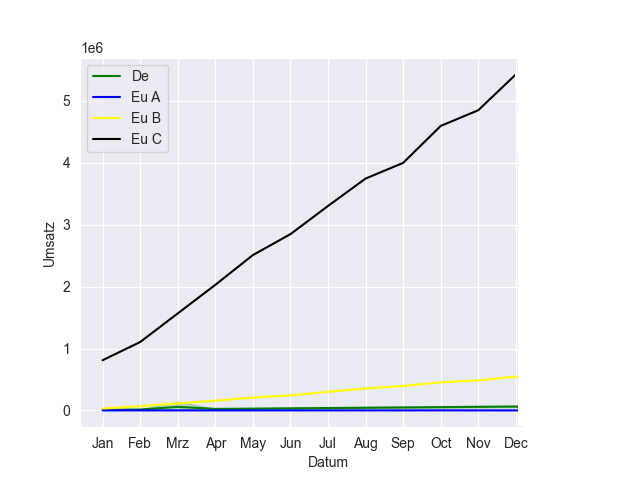 1e6
De
Eu A
Eu B
Eu C
5
4
3
2
1
0
Umsatz
Jan Feb Mrz Apr May Jun Jul Aug Sep Oct Nov Dec
Datum